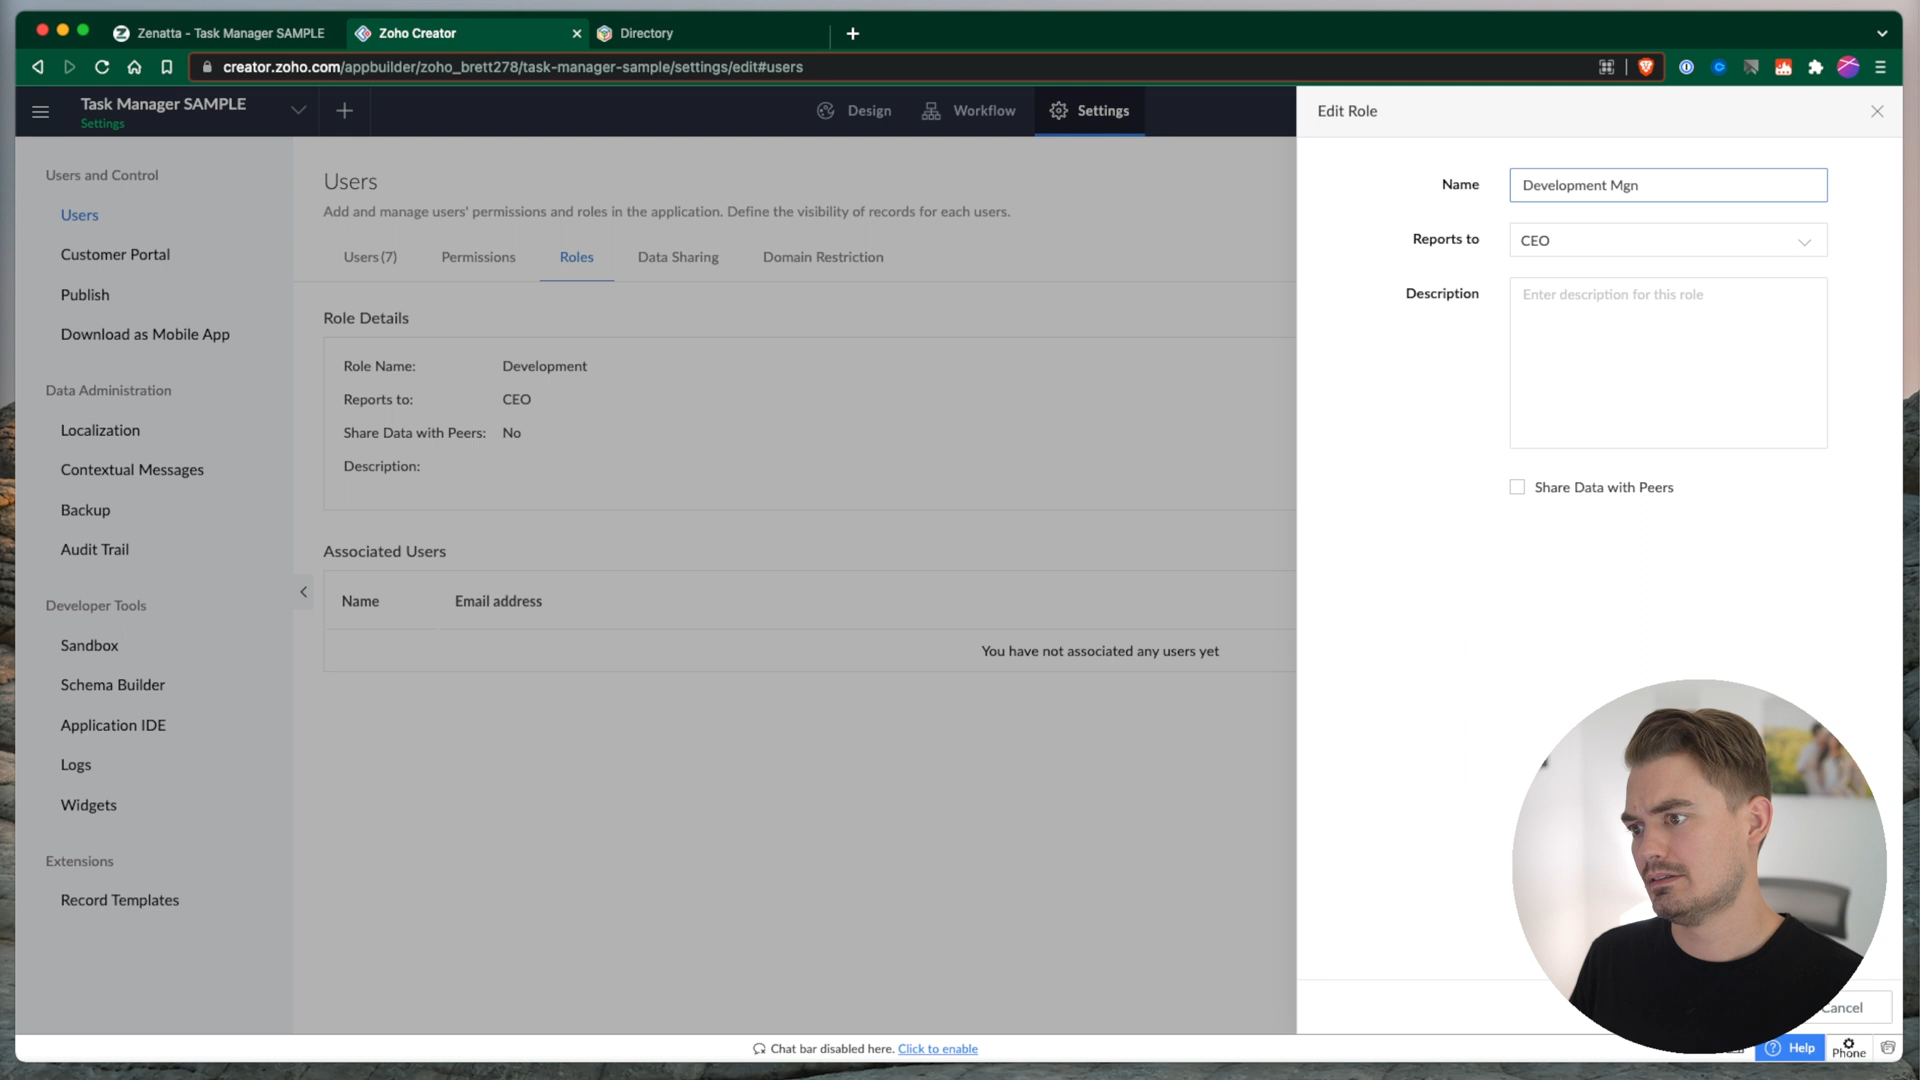 Zenatta - Task Manager SAMPLE
Zoho Creator
Directory
creator.zoho.com/appbuilder/zoho_brett278/task-manager-sample/settings/edit#users
Task Manager SAMPLE
Settings
Design
Workflow
Settings
Edit Role
Users and Control
Users
Customer Portal
Publish
Download as Mobile App
Data Administration
Localization
Contextual Messages
Backup
Audit Trail
Developer Tools
Sandbox
Schema Builder
Application IDE
Logs
Widgets
Extensions
Record Templates
Users
Add and manage users' permissions and roles in the application. Define the visibility of records for each users.
Users (7)
Permissions
Roles
Data Sharing
Domain Restriction
Role Details
Role Name: Development
Reports to: CEO
Share Data with Peers: No
Description:
Associated Users
Name
Email address
You have not associated any users yet
Name
Development Mgn
Reports to
CEO
Description
Enter description for this role
Share Data with Peers
Cancel
Chat bar disabled here. Click to enable
Help
Phone